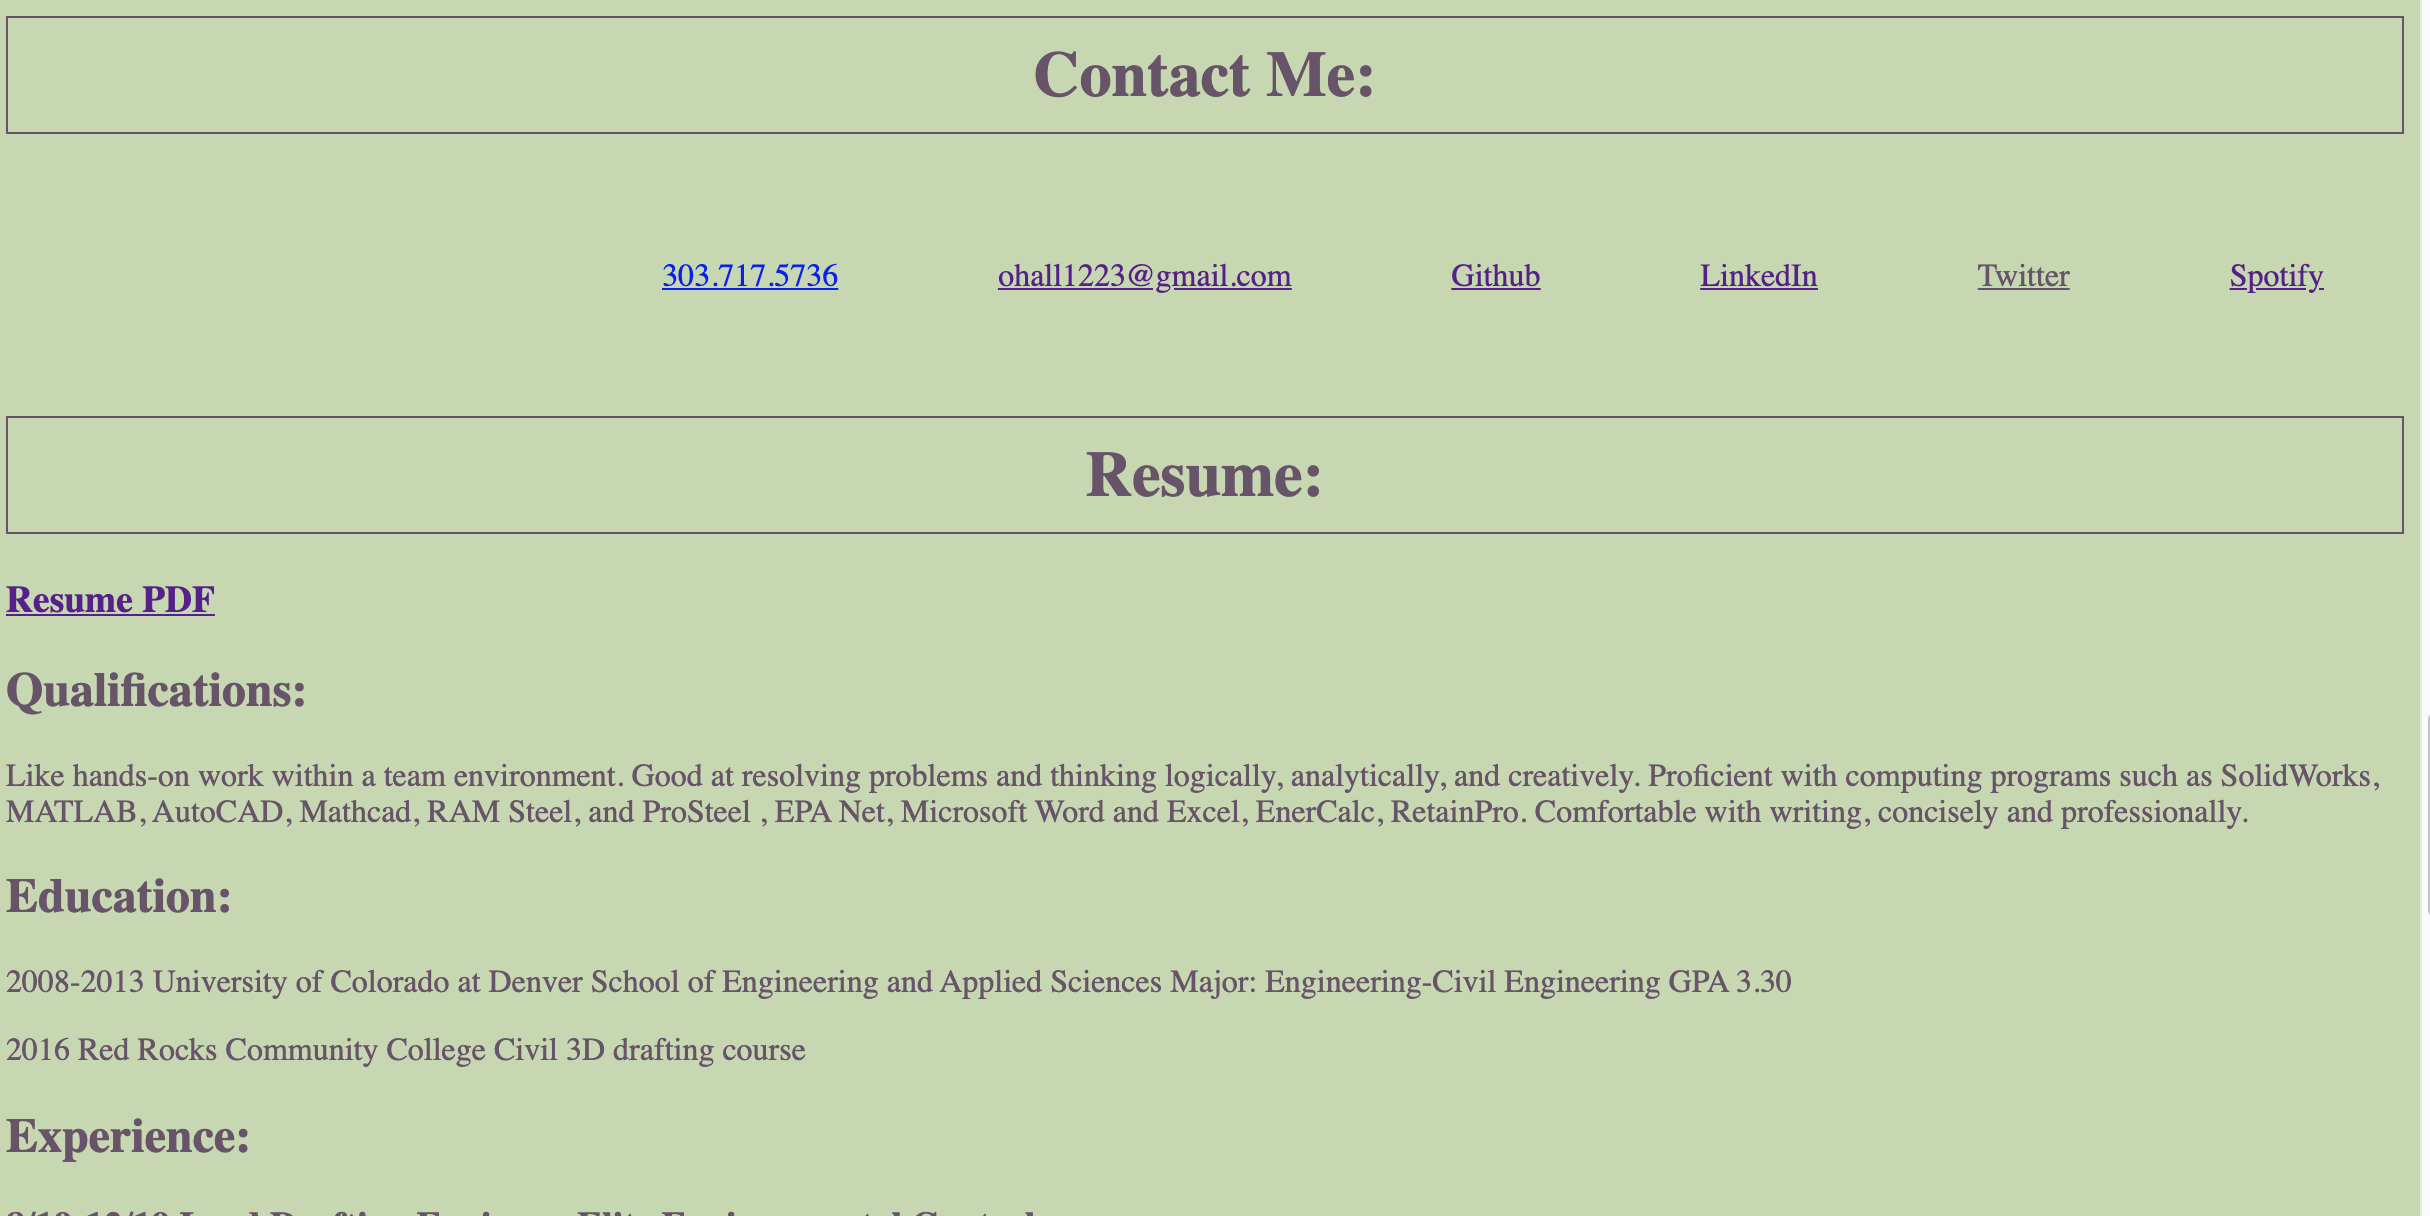 Contact Me:
303.717.5736 ohall1223@gmail.com Github LinkedIn Twitter Spotify
Resume:
Resume PDF
Qualifications:
Like hands-on work within a team environment. Good at resolving problems and thinking logically, analytically, and creatively. Proficient with computing programs such as SolidWorks,
MATLAB, AutoCAD, Mathcad, RAM Steel, and ProSteel , EPA Net, Microsoft Word and Excel, EnerCalc, RetainPro. Comfortable with writing, concisely and professionally.
Education:
2008-2013 University of Colorado at Denver School of Engineering and Applied Sciences Major: Engineering-Civil Engineering GPA 3.30
2016 Red Rocks Community College Civil 3D drafting course
Experience: